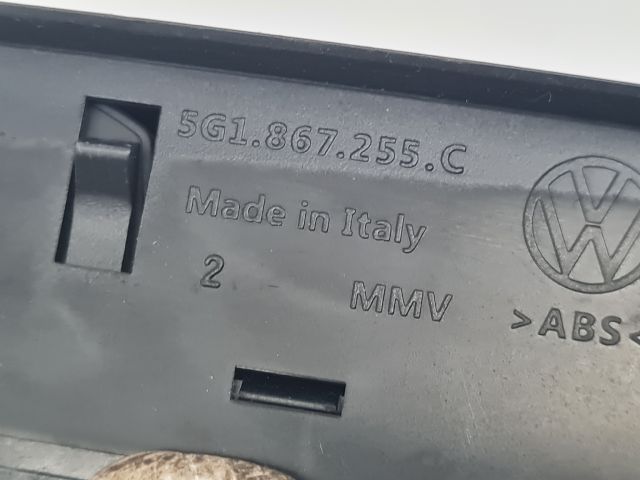 5G1.867.255.C
Made in Italy
2 MMV
>ABS<